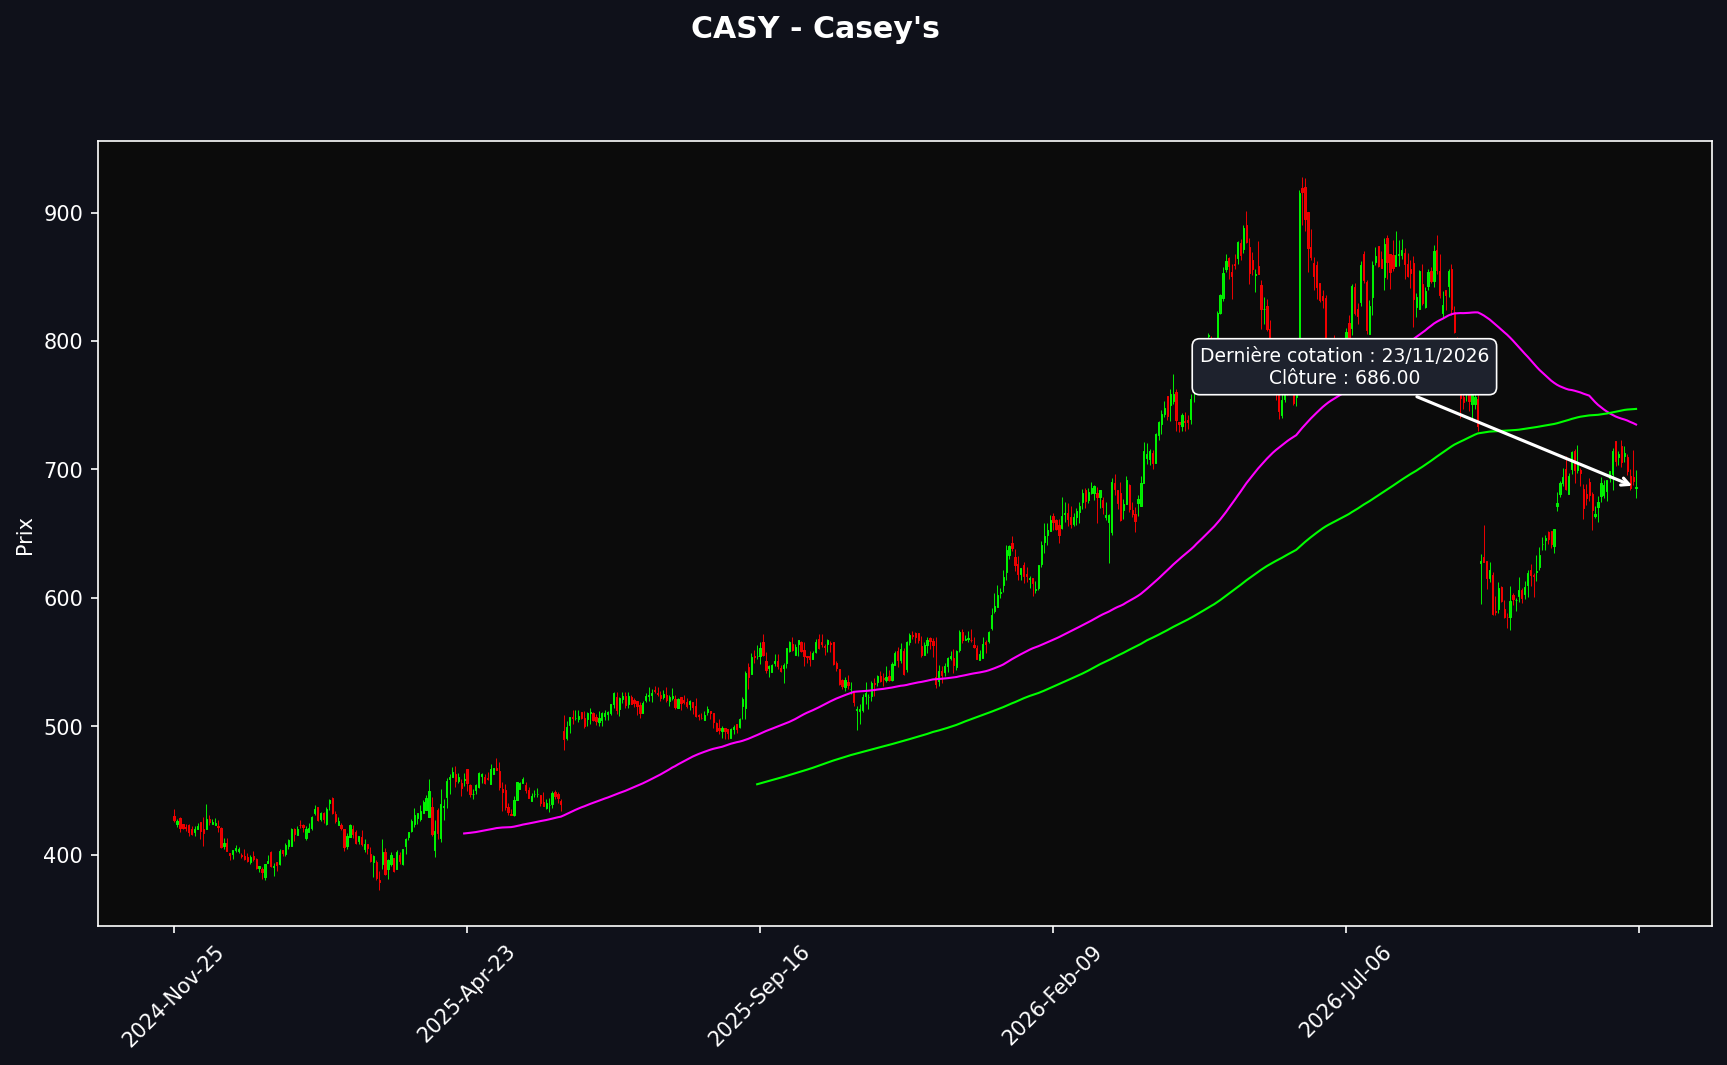 CASY - Casey's
Prix
900
800
700
600
500
400
Dernière cotation : 23/11/2026
Clôture : 686.00
2024-Nov-25
2025-Apr-23
2025-Sep-16
2026-Feb-09
2026-Jul-06